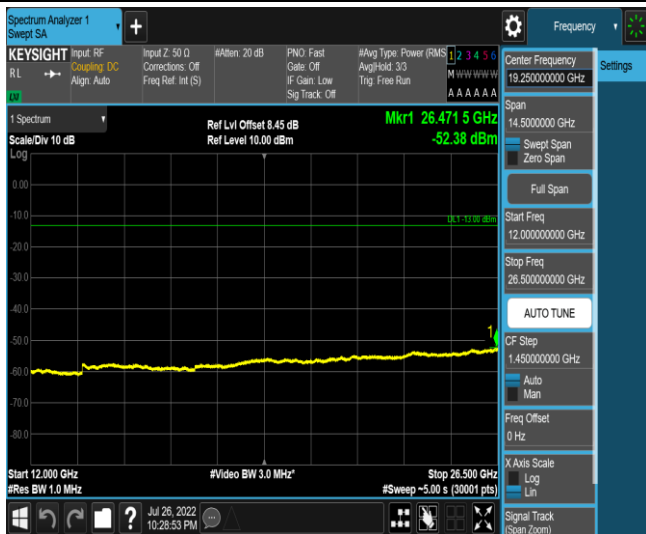 Spectrum Analyzer 1
Swept SA
Frequency
KEYSIGHT
RL
Input: RF
Coupling: DC
Align: Auto
Input Z: 50 Ω
Corrections: Off
Freq Ref: Int (S)
#Atten: 20 dB
PNO: Fast
Gate: Off
IF Gain: Low
Sig Track: Off
#Avg Type: Power (RMS
Avg|Hold: 3/3
Trig: Free Run
1 2 3 4 5 6
M W W W W W
A A A A A A
1 Spectrum
Scale/Div 10 dB
Log
Ref Lvl Offset 8.45 dB
Ref Level 10.00 dBm
Mkr1 26.471 5 GHz
-52.38 dBm
0.00
-10.0
DL1 -13.00 dBm
-20.0
-30.0
-40.0
1
-50.0
-60.0
-70.0
-80.0
Start 12.000 GHz
#Res BW 1.0 MHz
#Video BW 3.0 MHz*
Stop 26.500 GHz
#Sweep ~5.00 s (30001 pts)
Jul 26, 2022
10:28:53 PM
Center Frequency
19.250000000 GHz
Settings
Span
14.5000000 GHz
Swept Span
Zero Span
Full Span
Start Freq
12.000000000 GHz
Stop Freq
26.500000000 GHz
AUTO TUNE
CF Step
1.450000000 GHz
Auto
Man
Freq Offset
0 Hz
X Axis Scale
Log
Lin
Signal Track
(Span Zoom)